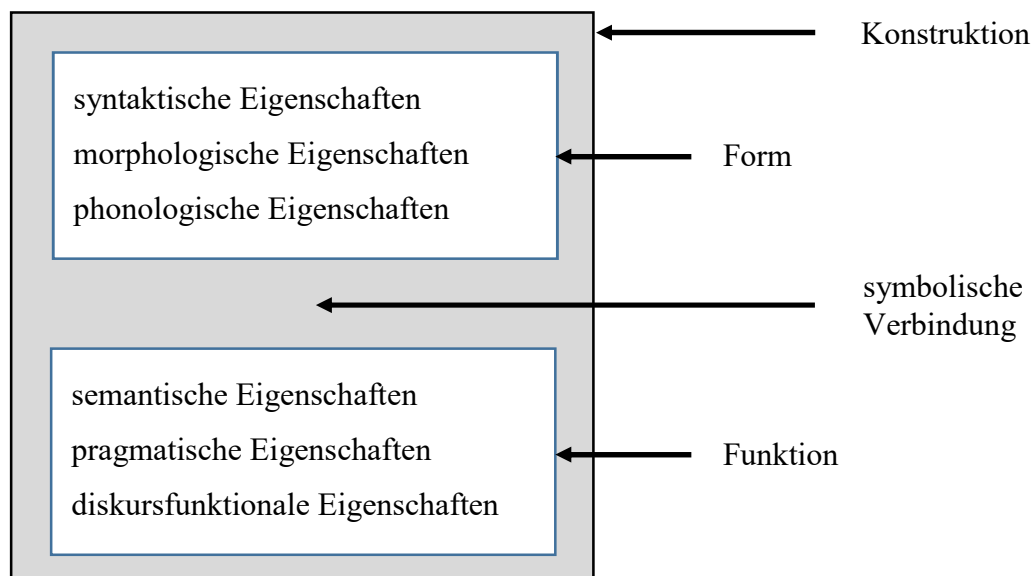 Konstruktion
syntaktische Eigenschaften
morphologische Eigenschaften
Form
phonologische Eigenschaften
symbolische
Verbindung
semantische Eigenschaften
pragmatische Eigenschaften
Funktion
diskursfunktionale Eigenschaften